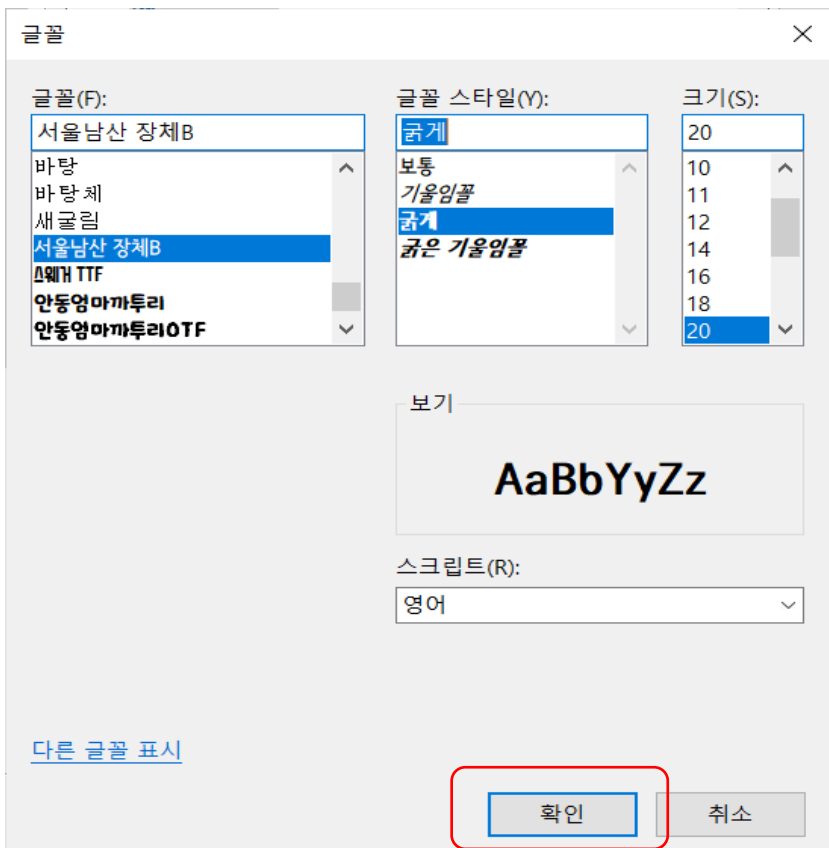 글꼴
글꼴(F):
서울남산 장체B
바탕
바탕체
새굴림
서울남산 장체B
스웨거 TTF
안동엄마까투리
안동엄마까투리OTF
글꼴 스타일(Y):
굵게
보통
기울임꼴
굵게
굵은 기울임꼴
크기(S):
20
10
11
12
14
16
18
20
보기
AaBbYyZz
스크립트(R):
영어
다른 글꼴 표시
확인
취소